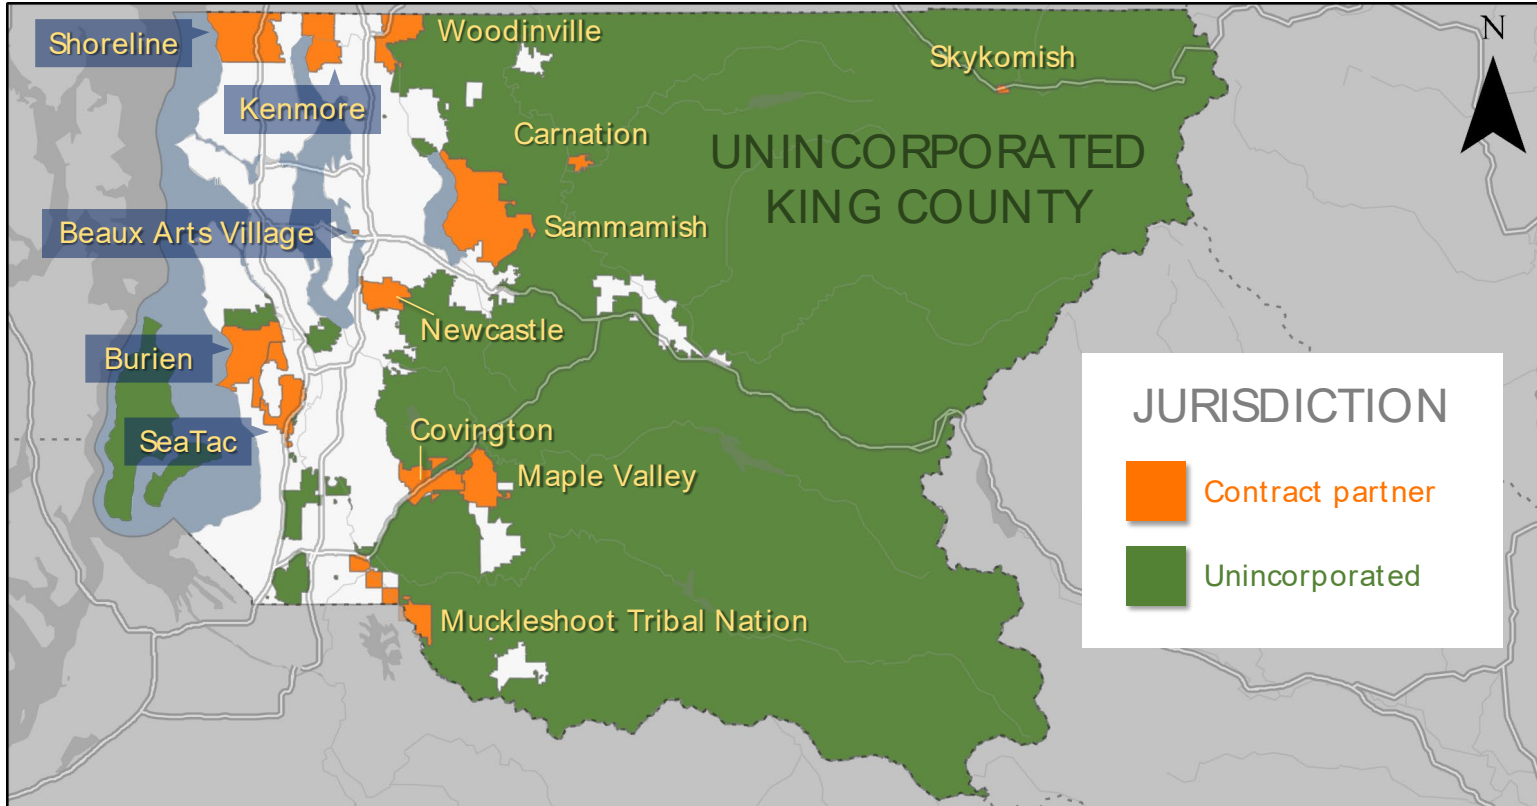 Shoreline
Woodinville
N
Skykomish
Kenmore
Carnation
UNINCORPORATED
KING COUNTY
Beaux Arts Village
Sammamish
Newcastle
Burien
JURISDICTION
SeaTac
Covington
Maple Valley
Contract partner
Unincorporated
Muckleshoot Tribal Nation